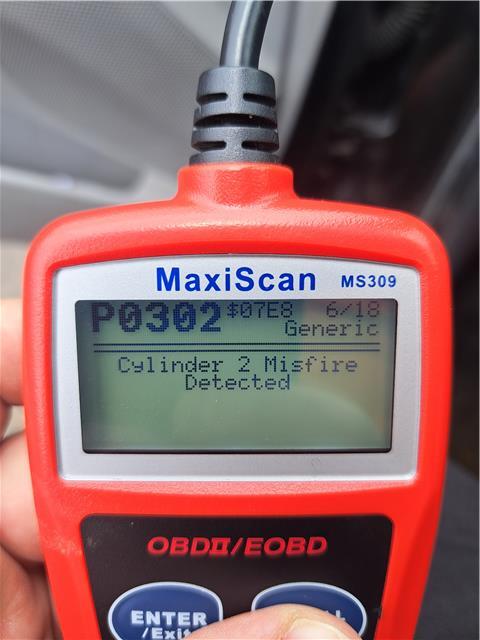 MaxiScan MS309
P0302 $07E8 6/18
Generic
Cylinder 2 Misfire
Detected
OBDII/EOBD
ENTER
/Exit